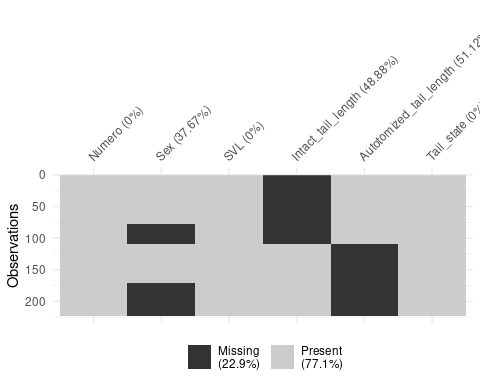 Numero (0%)
Sex (37.67%)
SVL (0%)
Intact_tail_length (48.88%)
Autotomized_tail_length (51.12%
Tail_state (0%
0
50
100
150
200
Observations
Missing
(22.9%)
Present
(77.1%)